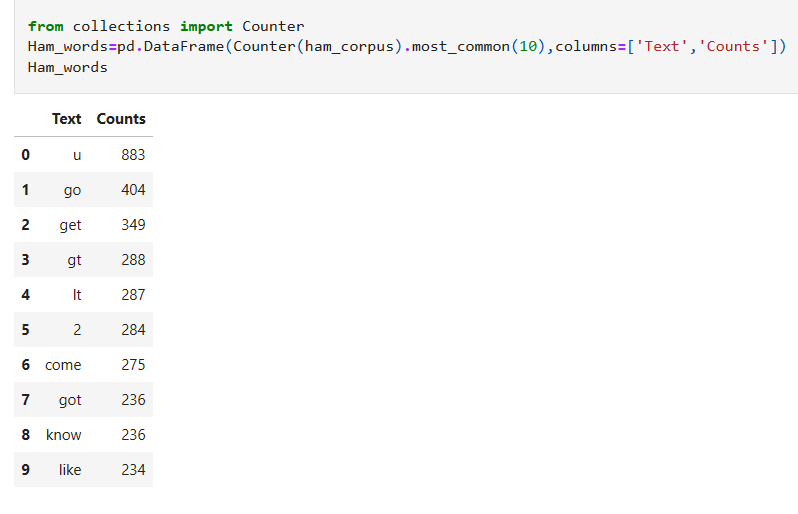 from collections import Counter
Ham_words=pd.DataFrame(Counter(ham_corpus).most_common(10),columns=['Text','Counts'])
Ham_words
Text Counts
0 u 883
1 go 404
2 get 349
3 gt 288
4 lt 287
5 2 284
6 come 275
7 got 236
8 know 236
9 like 234